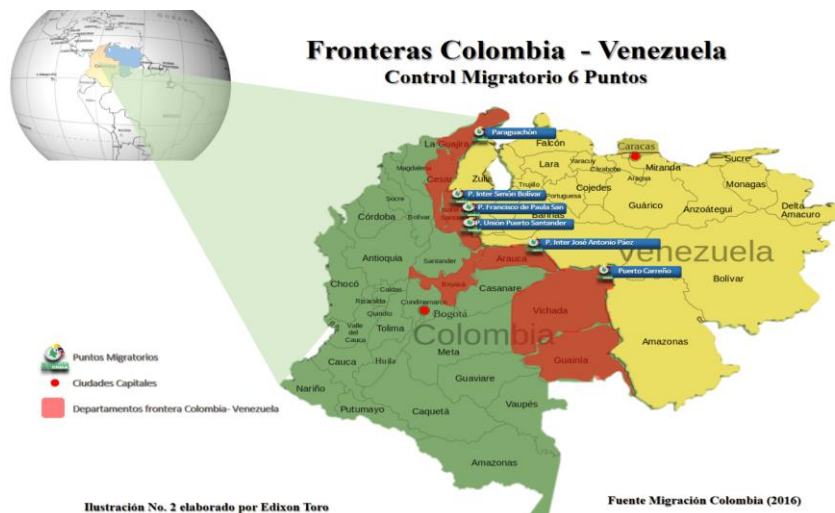 Fronteras Colombia - Venezuela
Control Migratorio 6 Puntos
Paraguachón
La Guajira
Falcón
Caracas
Magdalena
Cesar
Lara
Yaracuy
Carabobo
Miranda
Sucre
Aragua
Trujillo
Cojedes
Monagas
Sucre
P. Inter Simón Bolívar
Portuguesa
Guárico
Anzoátegui
Delta
Amacuro
Córdoba
Bolívar
P. Francisco de Paula San
Barinas
P. Unión Puerto Santander
Antioquia
Santander
Arauca
P. Inter José Antonio Páez
Venezuela
Puerto Carreño
Bolívar
Chocó
Caldas
Boyacá
Casanare
Risaralda
Cundinamarca
Quindío
Bogotá
Vichada
Valle
del
Cauca
Tolima
Colombia
Amazonas
Meta
Cauca
Huila
Guainía
Nariño
Guaviare
Putumayo
Caquetá
Vaupés
Amazonas
Puntos Migratorios
Ciudades Capitales
Departamentos frontera Colombia- Venezuela
Ilustración No. 2 elaborado por Edixon Toro
Fuente Migración Colombia (2016)